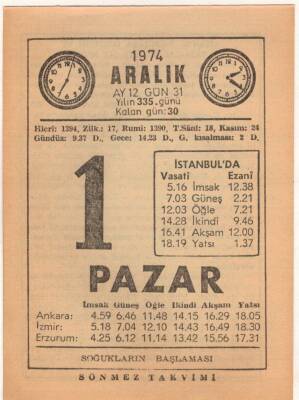 1974
ARALIK
AY 12 GÜN 31
Yılın 335. günü
Kalan gün: 30
Hicri: 1394, Zilk.: 17, Rumi: 1390, T.Sâni: 18, Kasım: 24
Gündüz: 9.37 D., Gece: 14.23 D., G. kısalması: 2 D.
1
İSTANBUL'DA
Vasati Ezanî
5.16 İmsak 12.38
7.03 Güneş 2.21
12.03 Öğle 7.21
14.28 İkindi 9.46
16.41 Akşam 12.00
18.19 Yatsı 1.37
PAZAR
İmsak Güneş Öğle İkindi Akşam Yatsı
Ankara: 4.59 6.46 11.48 14.15 16.29 18.05
İzmir: 5.18 7.04 12.10 14.43 16.49 18.30
Erzurum: 4.25 6.12 11.14 13.42 15.56 17.31
SOĞUKLARIN BAŞLAMASI
SÖNMEZ TAKVİMİ